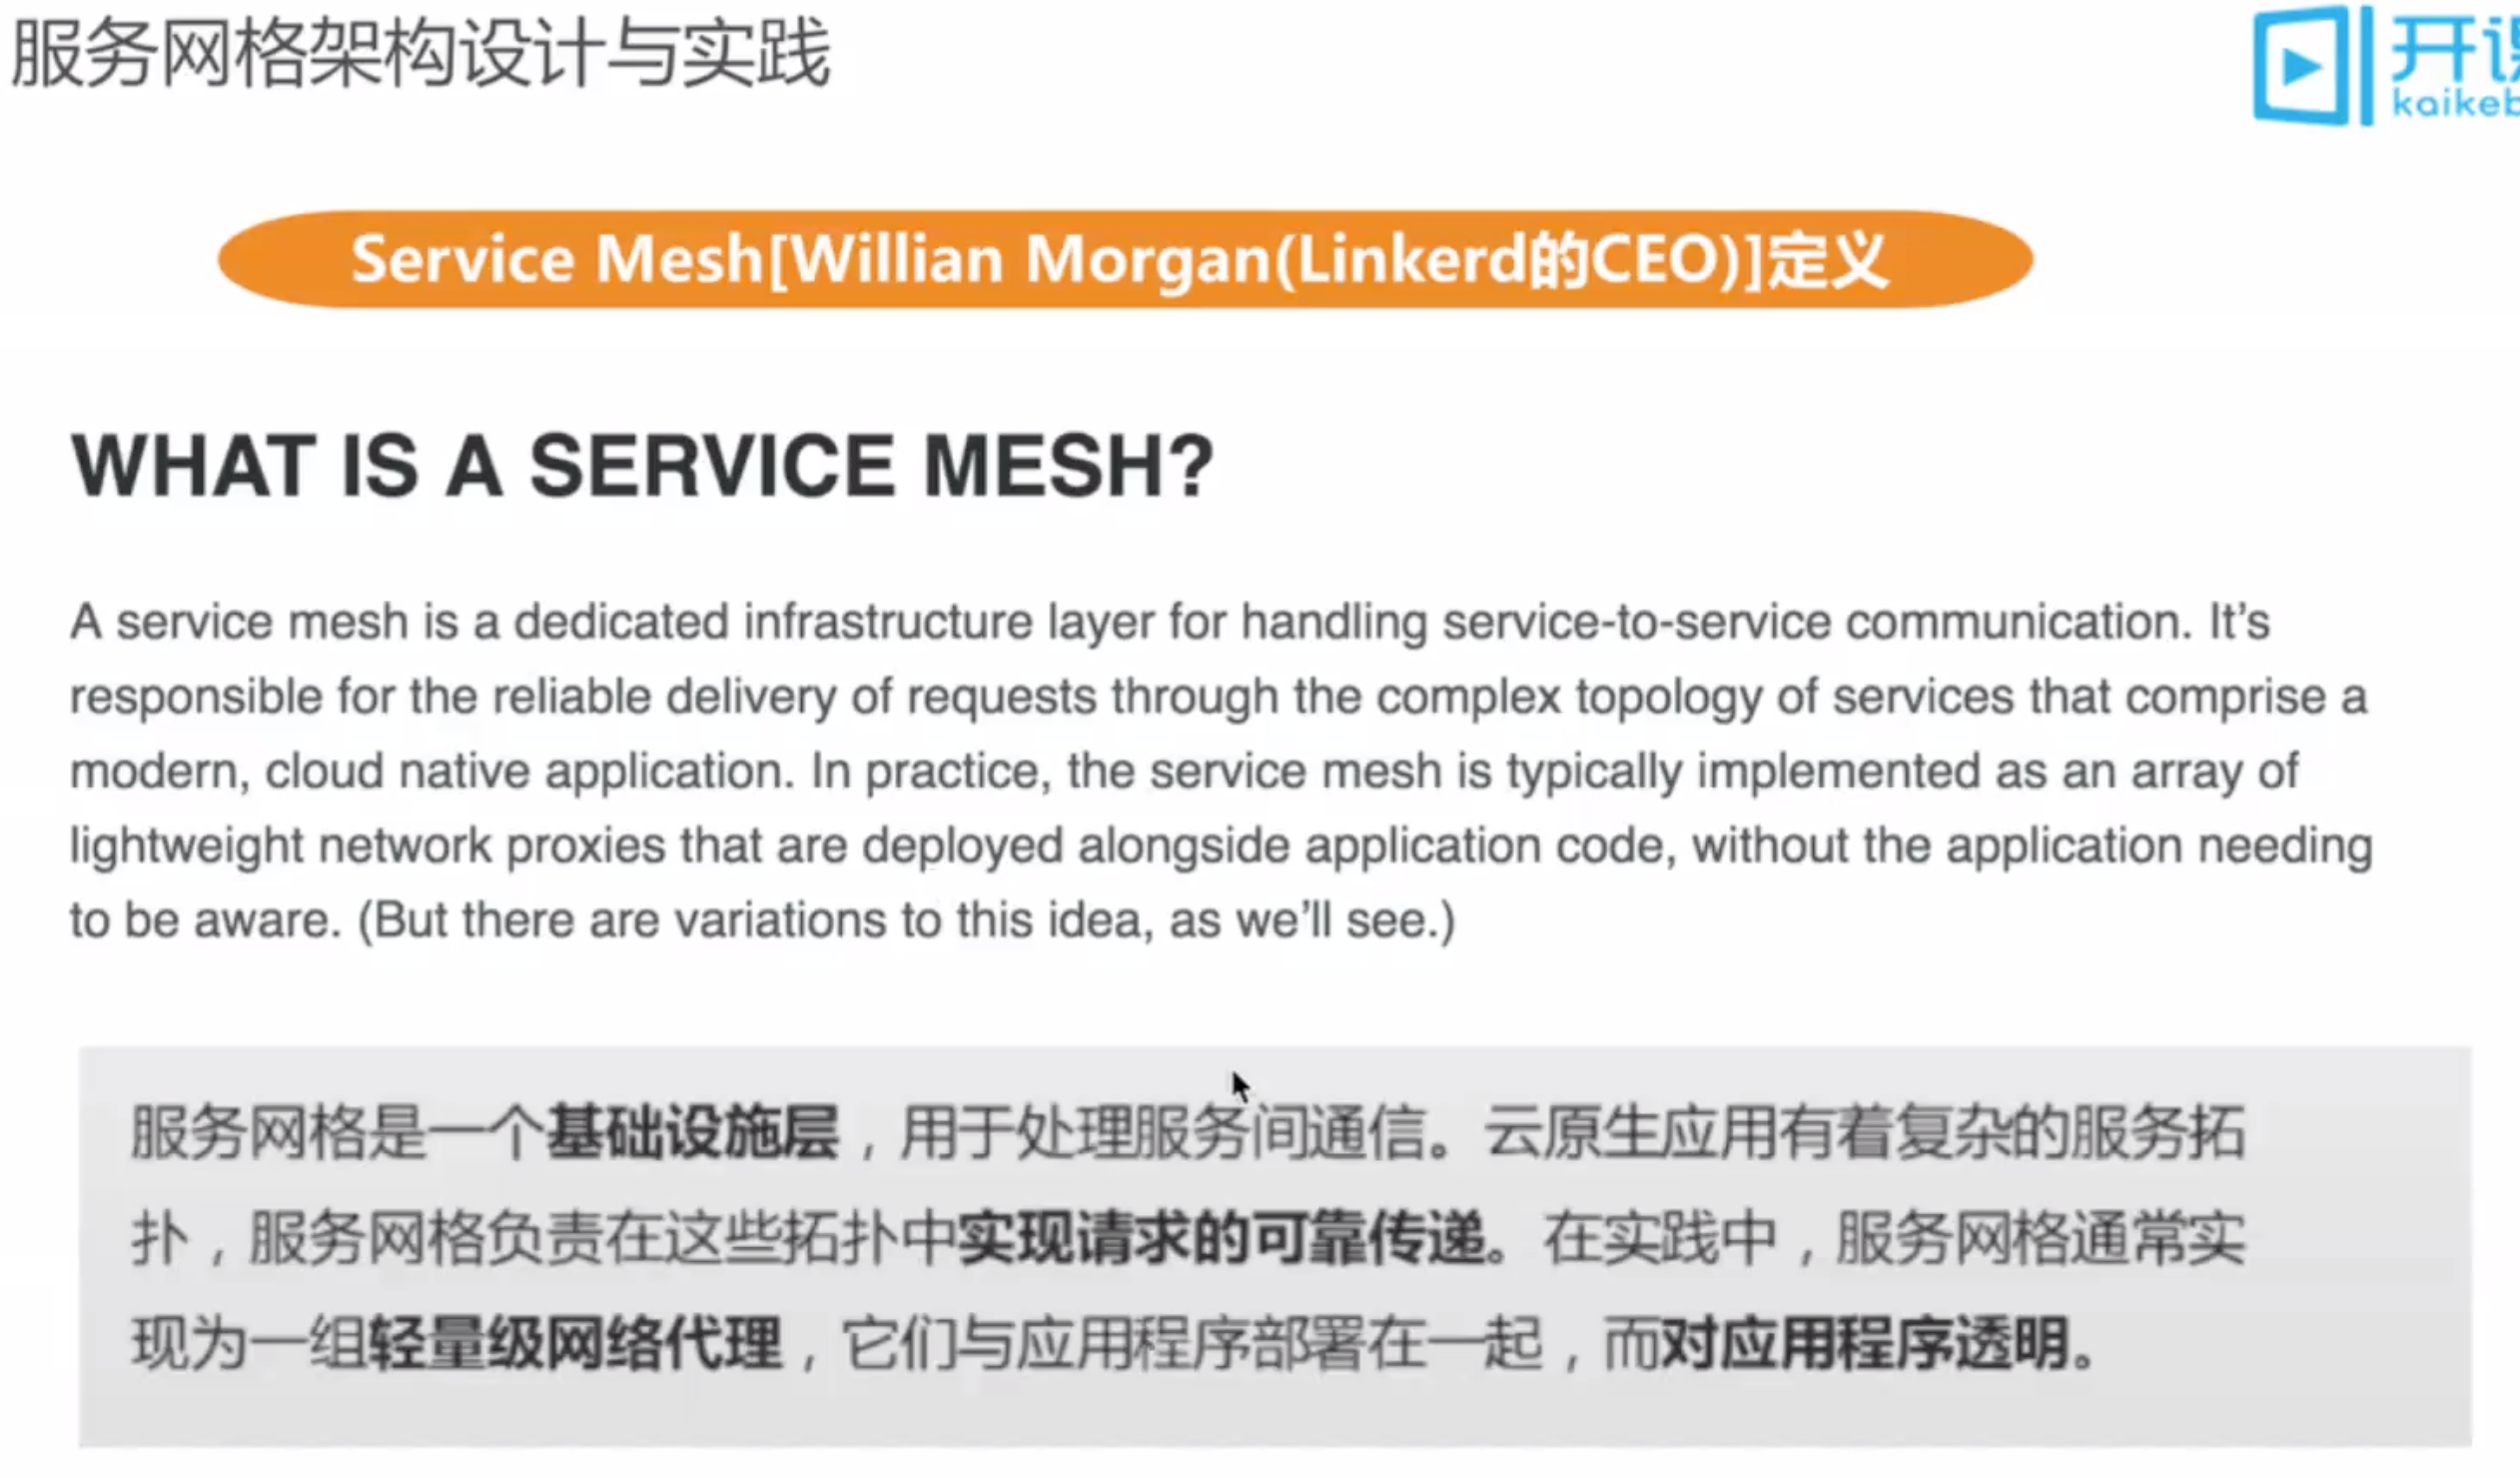 服务网格架构设计与实践
开课
kaikeb
Service Mesh[Willian Morgan(Linkerd的CEO)]定义
WHAT IS A SERVICE MESH?
A service mesh is a dedicated infrastructure layer for handling service-to-service communication. It’s
responsible for the reliable delivery of requests through the complex topology of services that comprise a
modern, cloud native application. In practice, the service mesh is typically implemented as an array of
lightweight network proxies that are deployed alongside application code, without the application needing
to be aware. (But there are variations to this idea, as we’ll see.)
服务网格是一个基础设施层，用于处理服务间通信。云原生应用有着复杂的服务拓
扑，服务网格负责在这些拓扑中实现请求的可靠传递。在实践中，服务网格通常实
现为一组轻量级网络代理，它们与应用程序部署在一起，而对应用程序透明。